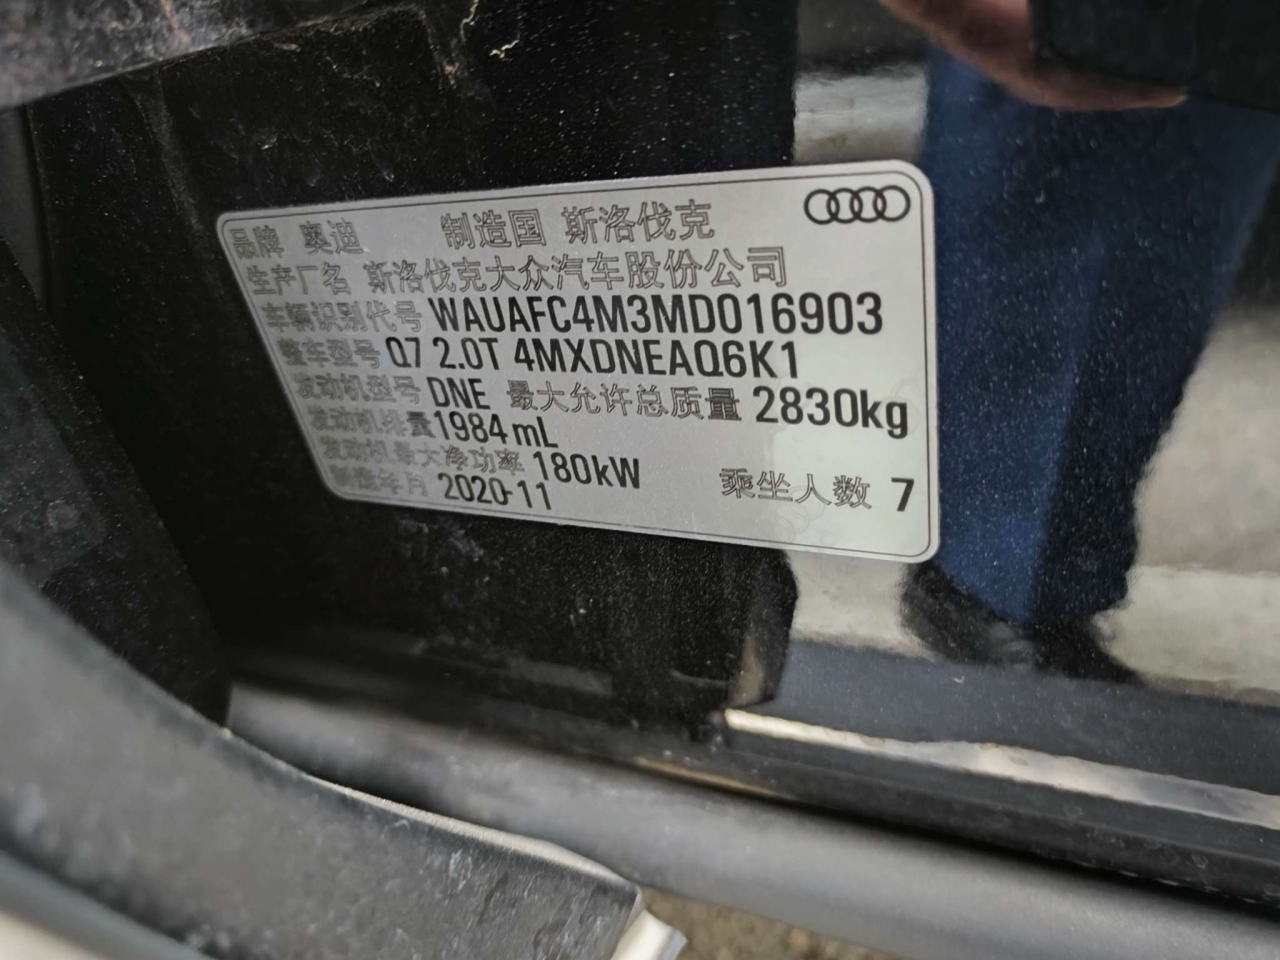 品牌 奥迪 制造国 斯洛伐克
生产厂名 斯洛伐克大众汽车股份公司
车辆识别代号 WAUAFC4M3MD016903
整车型号 Q7 2.0T 4MXDNEAQ6K1
发动机型号 DNE 最大允许总质量 2830kg
发动机排量 1984 mL
发动机最大净功率 180kW 乘坐人数 7
制造年月 2020-11